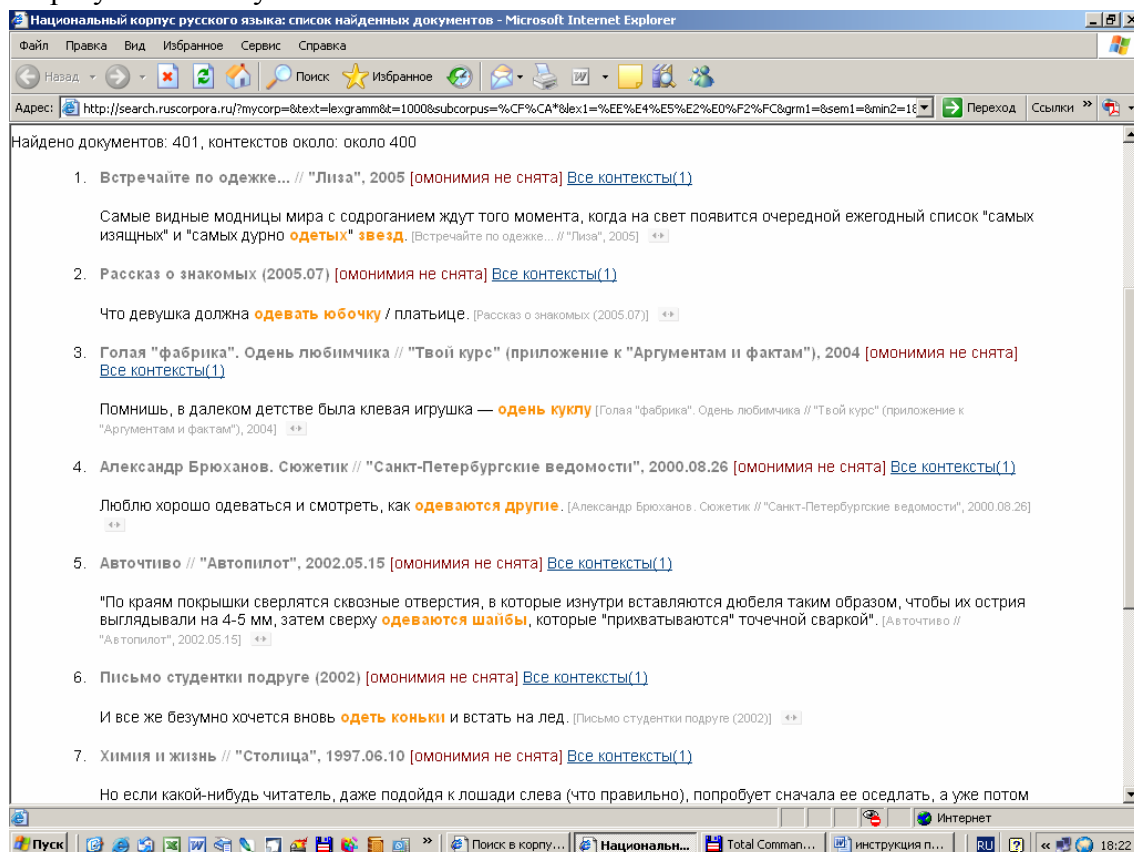 Национальный корпус русского языка: список найденных документов - Microsoft Internet Explorer
Файл Правка Вид Избранное Сервис Справка
Назад Поиск Избранное
Адрес: http://search.ruscorpora.ru/?mycorp=&text=lexgramm&t=1000&subcorpus=%CF%CA*&lex1=%EE%E4%E5%E2%E0%F2%FC&grm1=&sem1=&min2=18 Переход Ссылки »
Найдено документов: 401, контекстов около: около 400
1. Встречайте по одежке... // "Лиза", 2005 [омонимия не снята] Все контексты(1)
Самые видные модницы мира с содроганием ждут того момента, когда на свет появится очередной ежегодный список "самых
изящных" и "самых дурно одетых" звезд. [Встречайте по одежке... // "Лиза", 2005]
2. Рассказ о знакомых (2005.07) [омонимия не снята] Все контексты(1)
Что девушка должна одевать юбочку / платьице. [Рассказ о знакомых (2005.07)]
3. Голая "фабрика". Одень любимчика // "Твой курс" (приложение к "Аргументам и фактам"), 2004 [омонимия не снята]
Все контексты(1)
Помнишь, в далеком детстве была клевая игрушка — одень куклу [Голая "фабрика". Одень любимчика // "Твой курс" (приложение к
"Аргументам и фактам"), 2004]
4. Александр Брюханов. Сюжетик // "Санкт-Петербургские ведомости", 2000.08.26 [омонимия не снята] Все контексты(1)
Люблю хорошо одеваться и смотреть, как одеваются другие. [Александр Брюханов. Сюжетик // "Санкт-Петербургские ведомости", 2000.08.26]
5. Авточтиво // "Автопилот", 2002.05.15 [омонимия не снята] Все контексты(1)
"По краям покрышки сверлятся сквозные отверстия, в которые изнутри вставляются дюбеля таким образом, чтобы их острия
выглядывали на 4-5 мм, затем сверху одеваются шайбы, которые "прихватываются" точечной сваркой". [Авточтиво //
"Автопилот", 2002.05.15]
6. Письмо студентки подруге (2002) [омонимия не снята] Все контексты(1)
И все же безумно хочется вновь одеть коньки и встать на лед. [Письмо студентки подруге (2002)]
7. Химия и жизнь // "Столица", 1997.06.10 [омонимия не снята] Все контексты(1)
Но если какой-нибудь читатель, даже подойдя к лошади слева (что правильно), попробует сначала ее оседлать, а уже потом
Интернет
Пуск » Поиск в корпу... Национальн... Total Comman... инструкция п... RU « 18:22